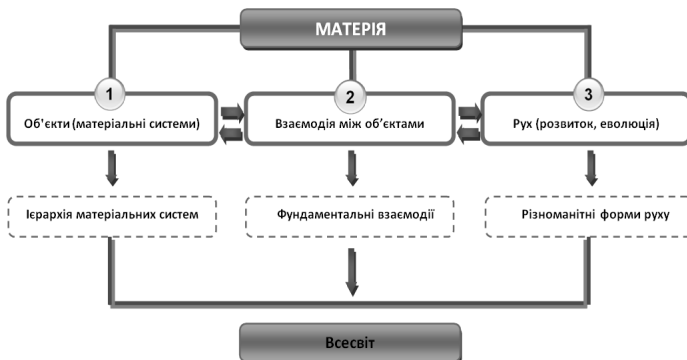 МАТЕРІЯ
1
2
3
Об'єкти (матеріальні системи)
Взаємодія між об’єктами
Рух (розвиток, еволюція)
Ієрархія матеріальних систем
Фундаментальні взаємодії
Різноманітні форми руху
Всесвіт